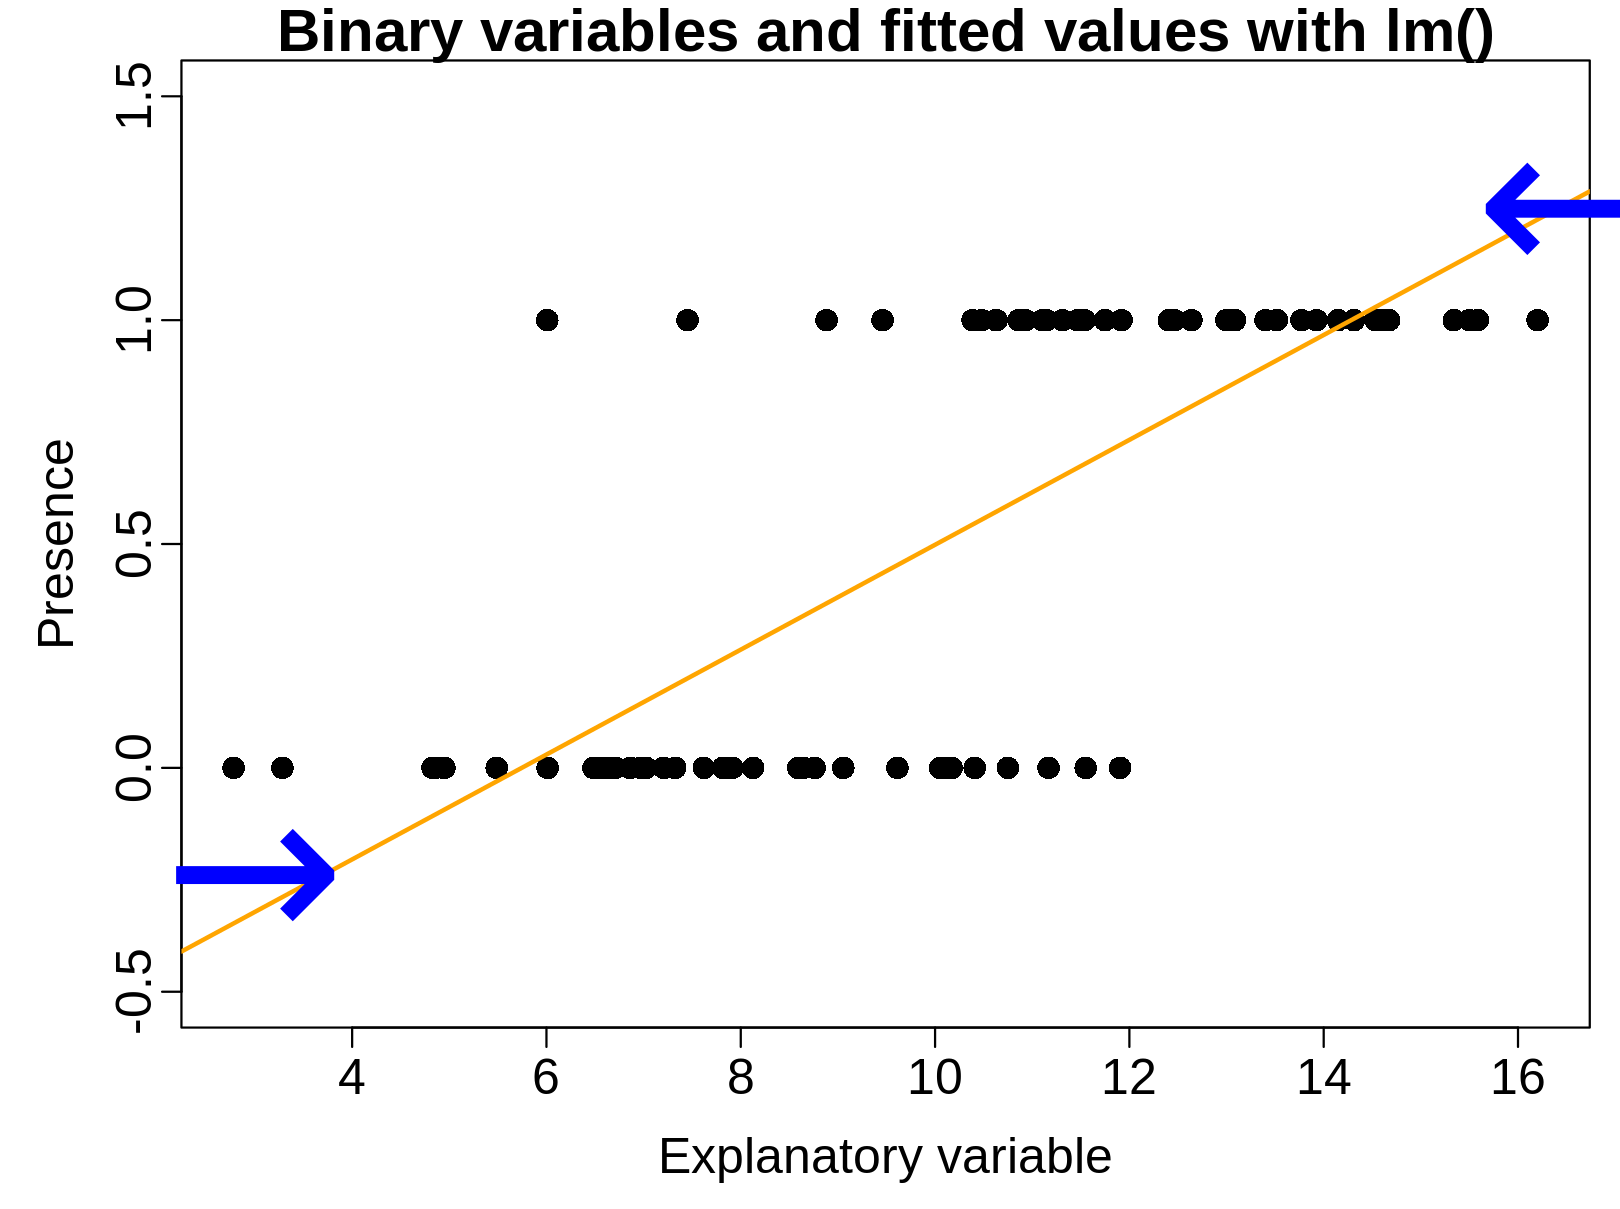 Binary variables and fitted values with lm()
1.5
1.0
0.5
0.0
-0.5
Presence
4 6 8 10 12 14 16
Explanatory variable